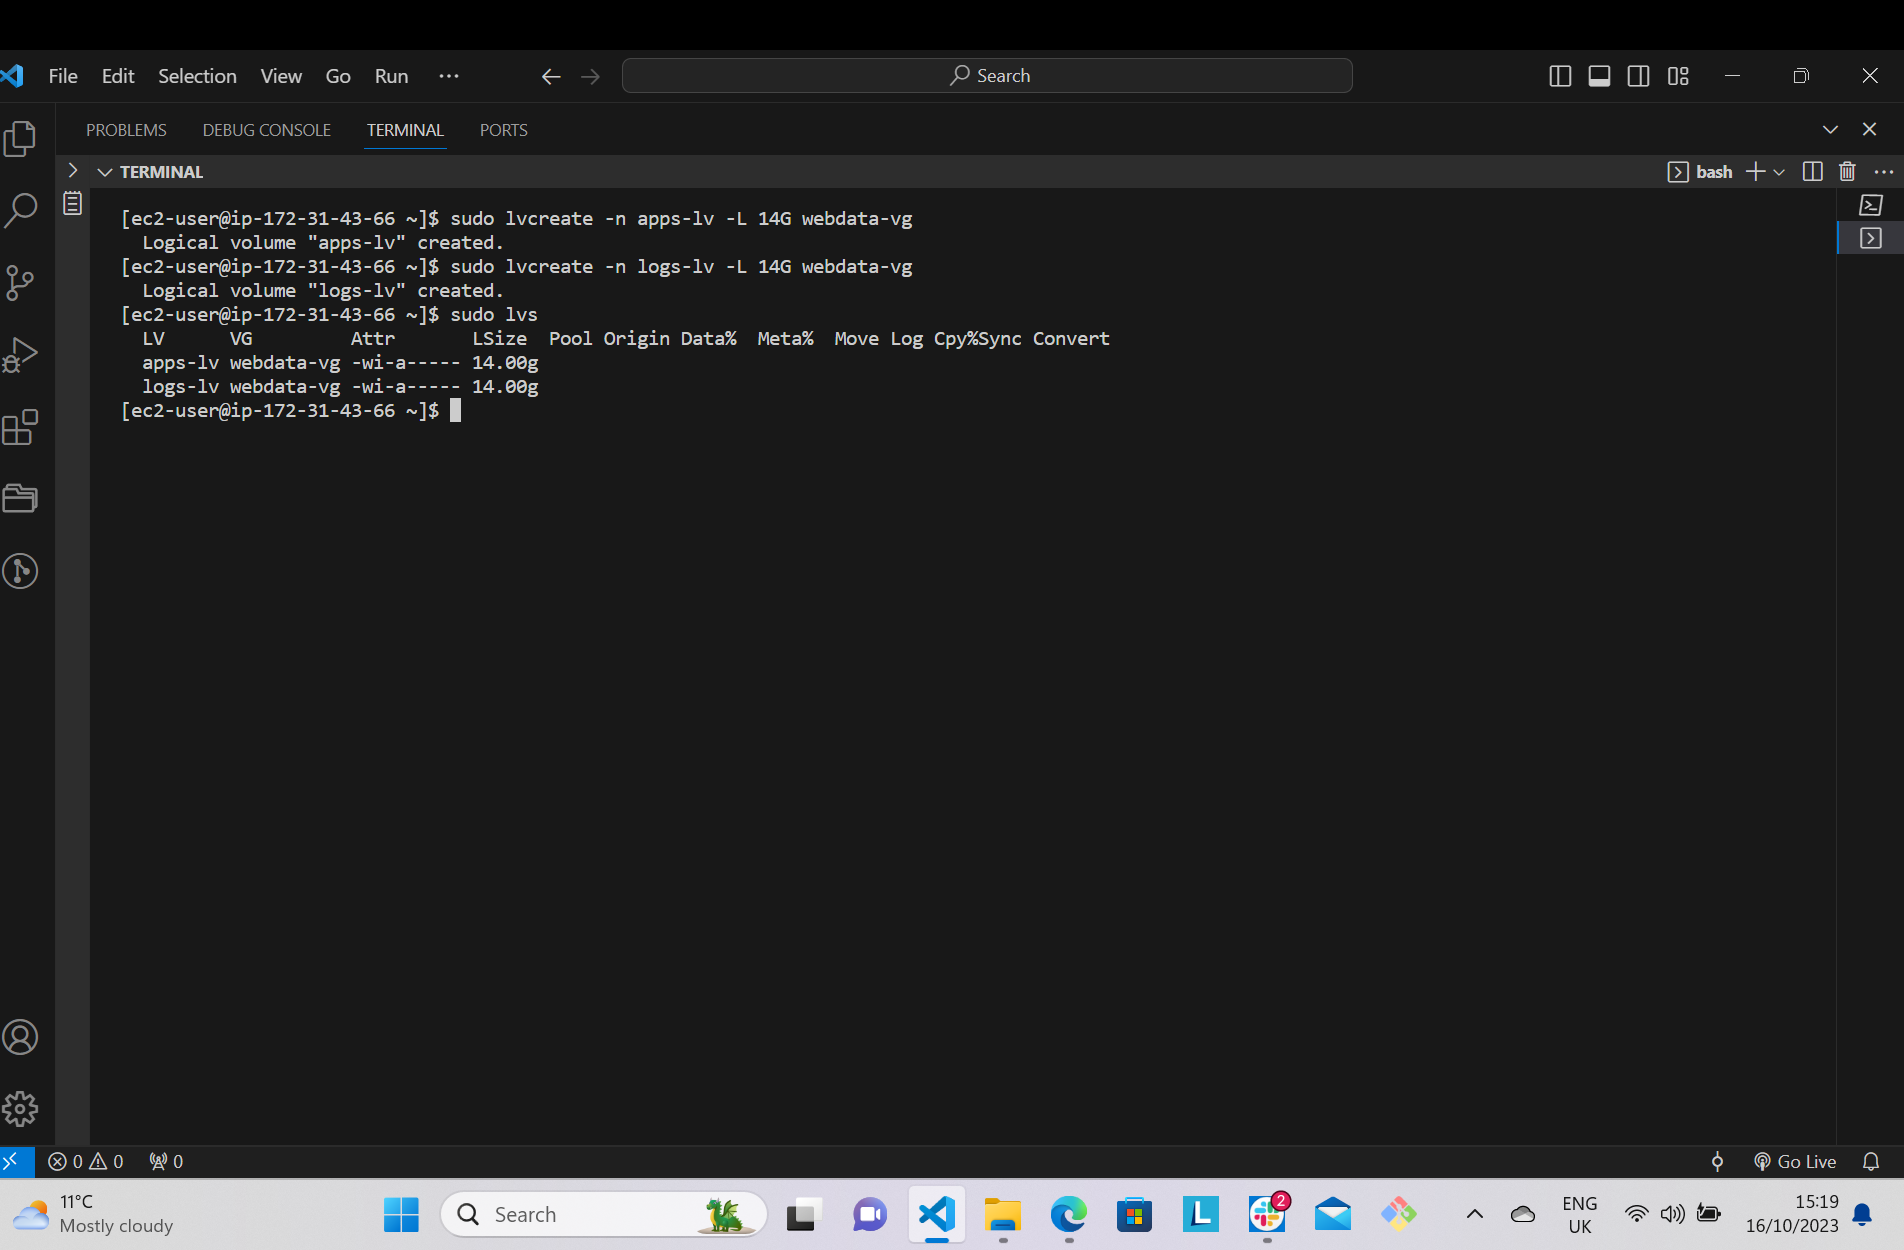 File Edit Selection View Go Run ···
Search
PROBLEMS DEBUG CONSOLE TERMINAL PORTS
TERMINAL
bash
[ec2-user@ip-172-31-43-66 ~]$ sudo lvcreate -n apps-lv -L 14G webdata-vg
  Logical volume "apps-lv" created.
[ec2-user@ip-172-31-43-66 ~]$ sudo lvcreate -n logs-lv -L 14G webdata-vg
  Logical volume "logs-lv" created.
[ec2-user@ip-172-31-43-66 ~]$ sudo lvs
  LV      VG         Attr       LSize  Pool Origin Data%  Meta%  Move Log Cpy%Sync Convert
  apps-lv webdata-vg -wi-a----- 14.00g
  logs-lv webdata-vg -wi-a----- 14.00g
[ec2-user@ip-172-31-43-66 ~]$
0 0 0
Go Live
11°C
Mostly cloudy
Search
L
2
ENG
UK
15:19
16/10/2023